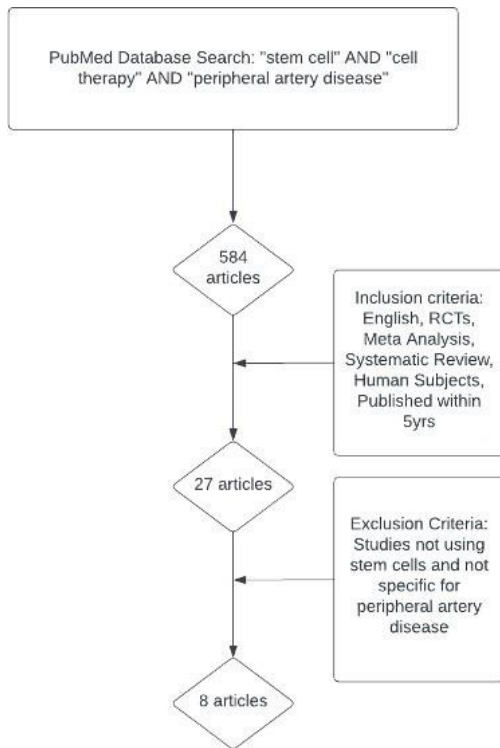 PubMed Database Search: "stem cell" AND "cell
therapy" AND "peripheral artery disease"
584
articles
Inclusion criteria:
English, RCTs,
Meta Analysis,
Systematic Review,
Human Subjects,
Published within
5yrs
27 articles
Exclusion Criteria:
Studies not using
stem cells and not
specific for
peripheral artery
disease
8 articles